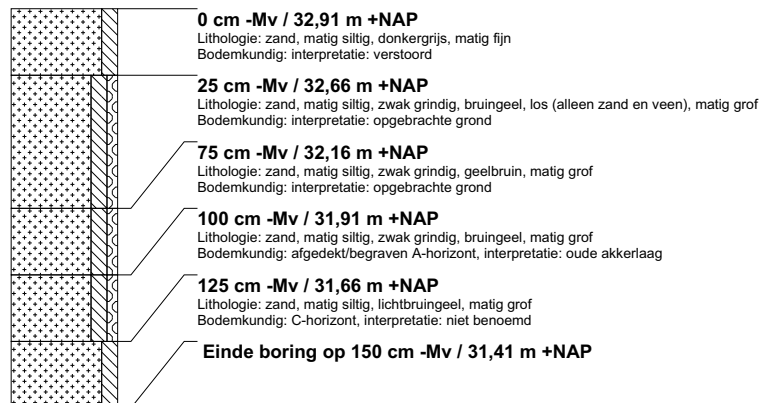 0 cm -Mv / 32,91 m +NAP
Lithologie: zand, matig siltig, donkergrijs, matig fijn
Bodemkundig: interpretatie: verstoord
25 cm -Mv / 32,66 m +NAP
Lithologie: zand, matig siltig, zwak grindig, bruingeel, los (alleen zand en veen), matig grof
Bodemkundig: interpretatie: opgebrachte grond
75 cm -Mv / 32,16 m +NAP
Lithologie: zand, matig siltig, zwak grindig, geelbruin, matig grof
Bodemkundig: interpretatie: opgebrachte grond
100 cm -Mv / 31,91 m +NAP
Lithologie: zand, matig siltig, zwak grindig, bruingeel, matig grof
Bodemkundig: afgedekt/begraven A-horizont, interpretatie: oude akkerlaag
125 cm -Mv / 31,66 m +NAP
Lithologie: zand, matig siltig, lichtbruingeel, matig grof
Bodemkundig: C-horizont, interpretatie: niet benoemd
Einde boring op 150 cm -Mv / 31,41 m +NAP